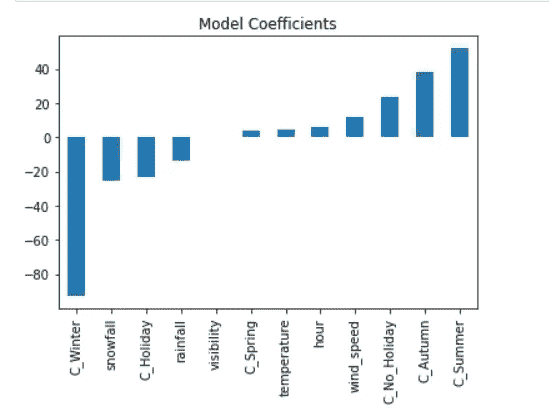 Model Coefficients
40
20
0
−20
−40
−60
−80
C_Winter
snowfall
C_Holiday
rainfall
visibility
C_Spring
temperature
hour
wind_speed
C_No_Holiday
C_Autumn
C_Summer